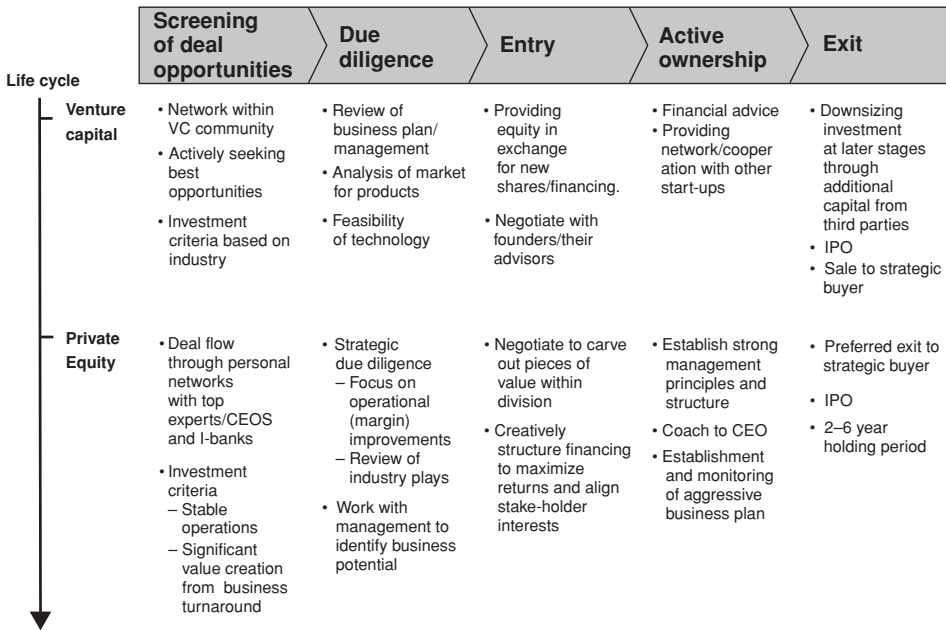 Screening
of deal
opportunities
Due
diligence
Entry
Active
ownership
Exit
Life cycle
Venture
capital
• Network within
VC community
• Actively seeking
best
opportunities
• Investment
criteria based on
industry
• Review of
business plan/
management
• Analysis of market
for products
• Feasibility
of technology
• Providing
equity in
exchange
for new
shares/financing.
• Negotiate with
founders/their
advisors
• Financial advice
• Providing
network/cooper
ation with other
start-ups
• Downsizing
investment
at later stages
through
additional
capital from
third parties
• IPO
• Sale to strategic
buyer
Private
Equity
• Deal flow
through personal
networks
with top
experts/CEOS
and I-banks
• Investment
criteria
– Stable
operations
– Significant
value creation
from business
turnaround
• Strategic
due diligence
– Focus on
operational
(margin)
improvements
– Review of
industry plays
• Work with
management to
identify business
potential
• Negotiate to carve
out pieces of
value within
division
• Creatively
structure financing
to maximize
returns and align
stake-holder
interests
• Establish strong
management
principles and
structure
• Coach to CEO
• Establishment
and monitoring
of aggressive
business plan
• Preferred exit to
strategic buyer
• IPO
• 2–6 year
holding period